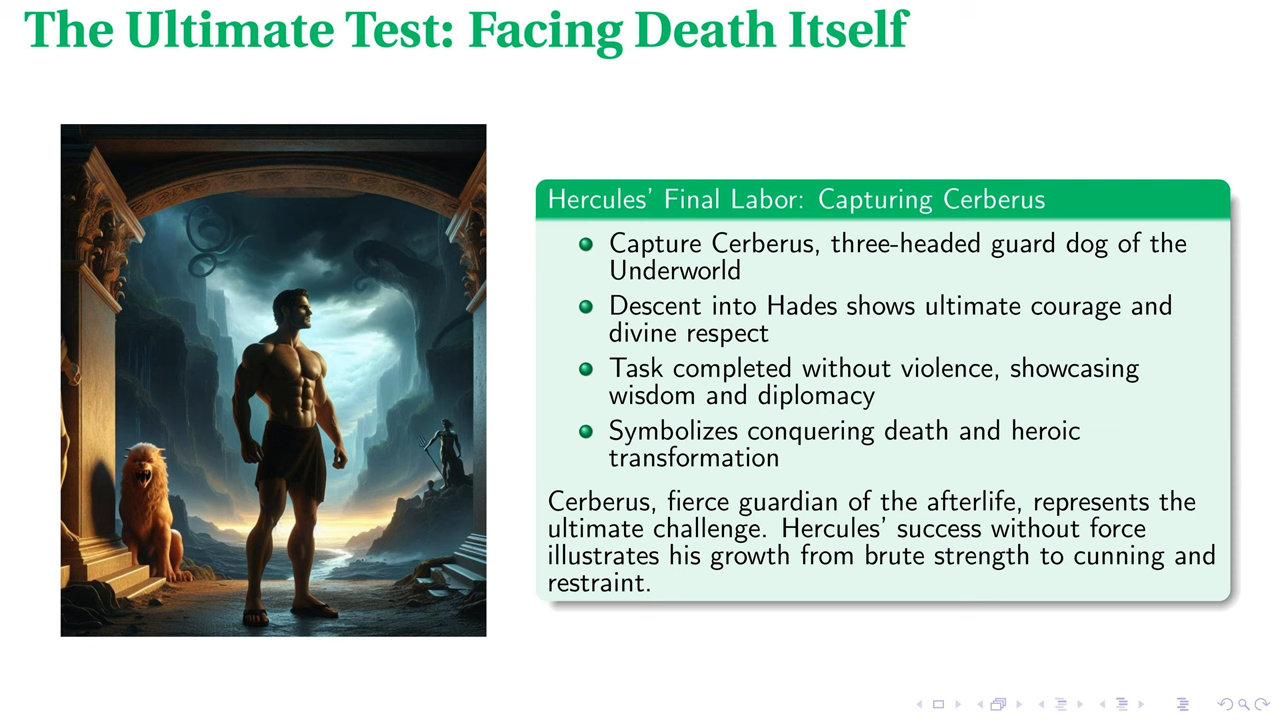 The Ultimate Test: Facing Death Itself
Hercules' Final Labor: Capturing Cerberus
Capture Cerberus, three-headed guard dog of the
Underworld
Descent into Hades shows ultimate courage and
divine respect
Task completed without violence, showcasing
wisdom and diplomacy
Symbolizes conquering death and heroic
transformation
Cerberus, fierce guardian of the afterlife, represents the
ultimate challenge. Hercules' success without force
illustrates his growth from brute strength to cunning and
restraint.